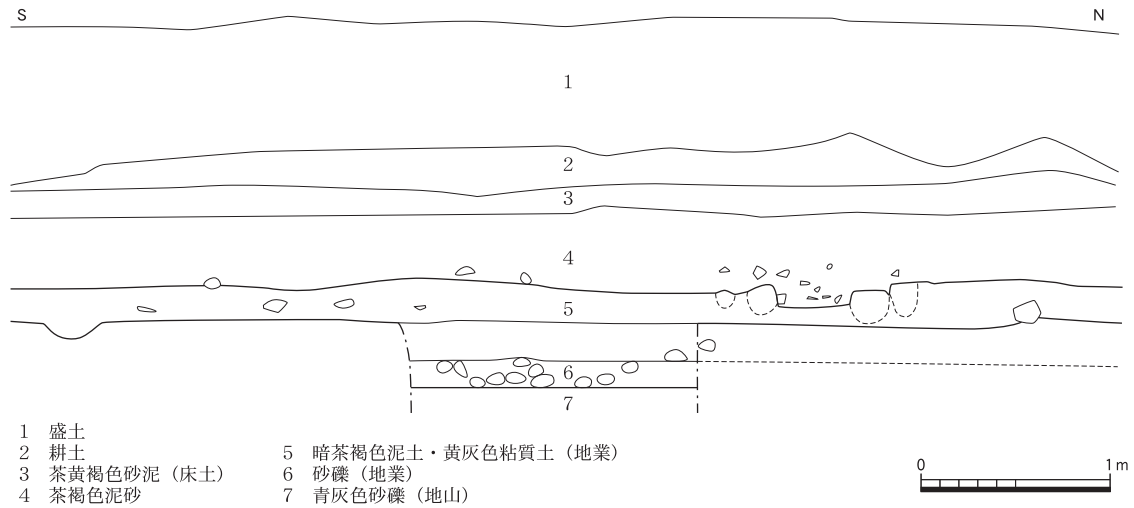 S N
1
2
3
4
5
6
7
1 盛土
2 耕土
3 茶黄褐色砂泥（床土）
4 茶褐色泥砂
5 暗茶褐色泥土・黄灰色粘質土（地業）
6 砂礫（地業）
7 青灰色砂礫（地山）
0 1m